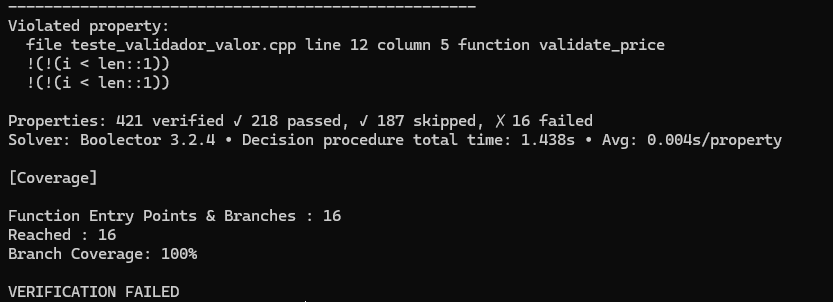 --------------------------------------------------
Violated property:
  file teste_validador_valor.cpp line 12 column 5 function validate_price
  !(!(i < len::1))
  !(!(i < len::1))

Properties: 421 verified ✓ 218 passed, ✓ 187 skipped, ✗ 16 failed
Solver: Boolector 3.2.4 • Decision procedure total time: 1.438s • Avg: 0.004s/property

[Coverage]

Function Entry Points & Branches : 16
Reached : 16
Branch Coverage: 100%

VERIFICATION FAILED